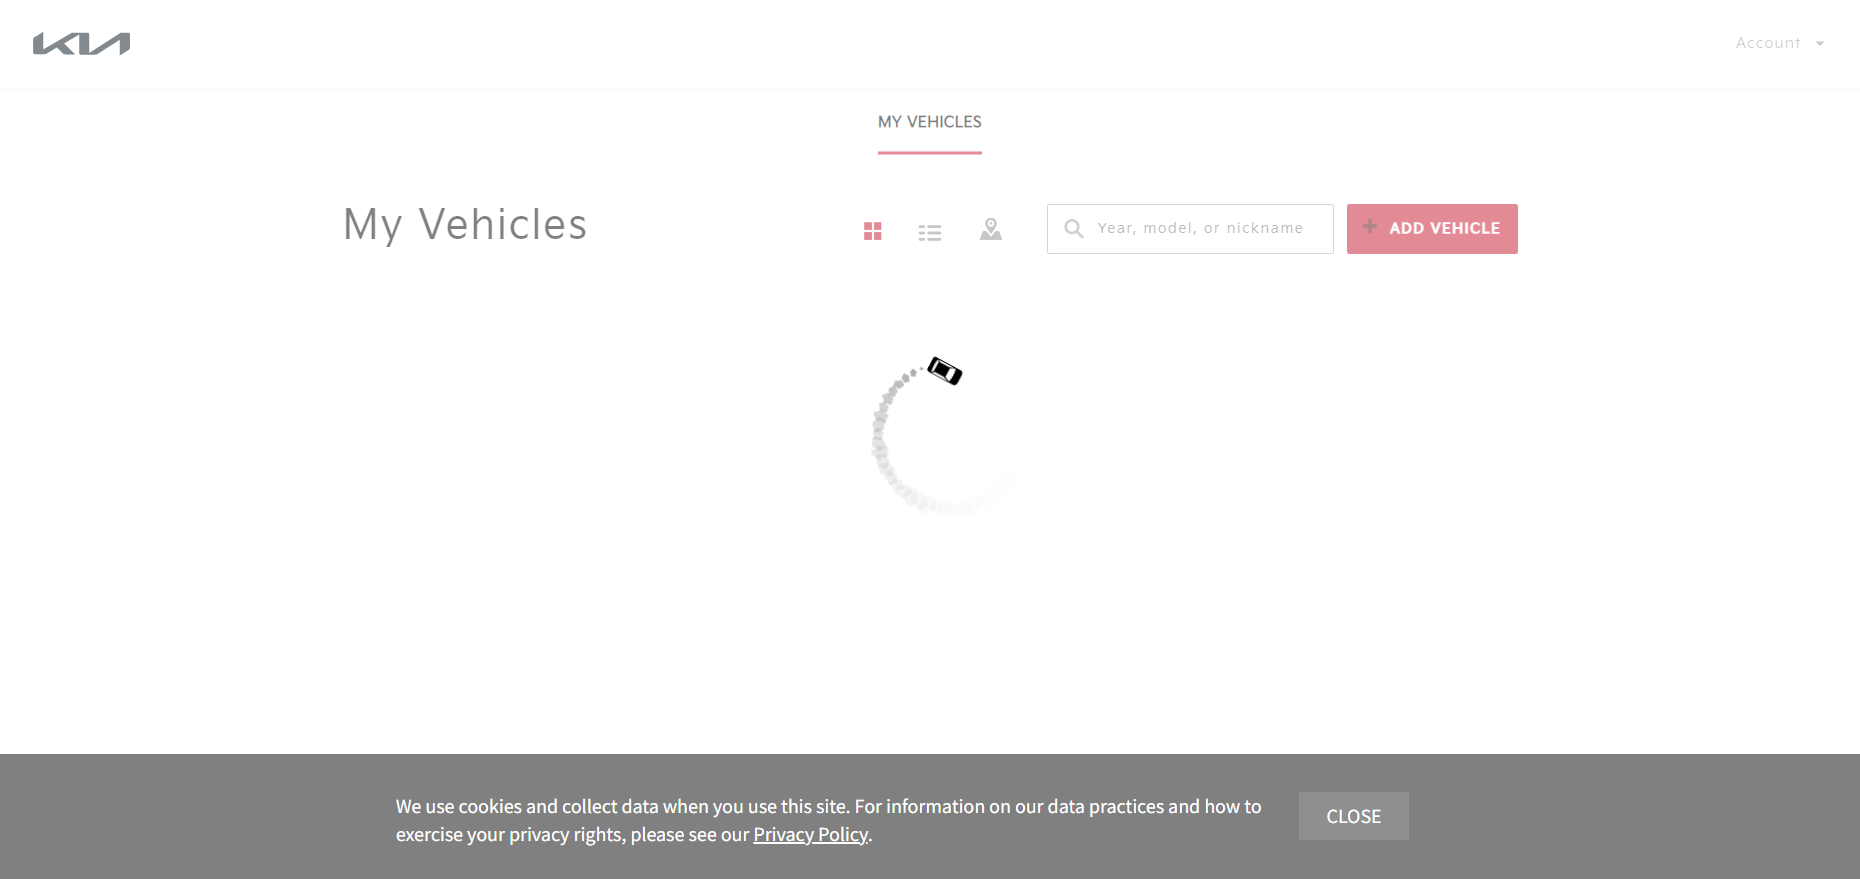 KIA
Account
MY VEHICLES
My Vehicles
Year, model, or nickname
ADD VEHICLE
We use cookies and collect data when you use this site. For information on our data practices and how to
exercise your privacy rights, please see our Privacy Policy.
CLOSE